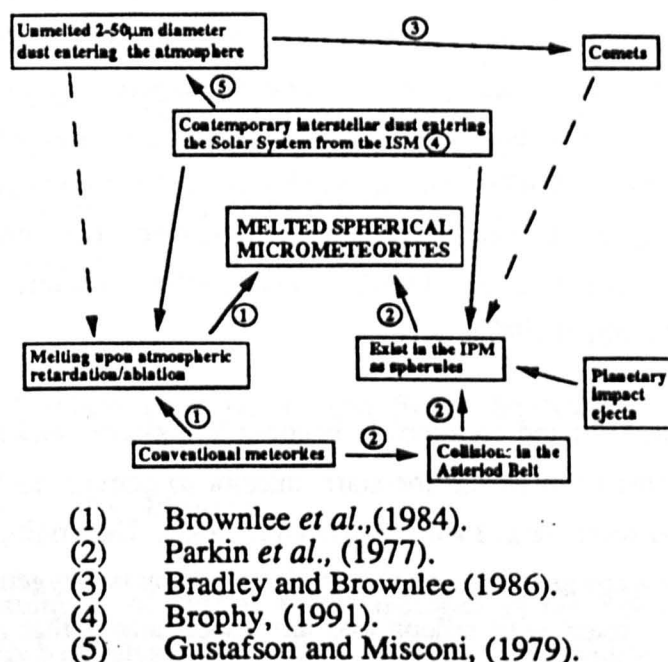 Unmelted 2-50μm diameter
dust entering the atmosphere
③
Comets
⑤
Contemporary interstellar dust entering
the Solar System from the ISM ④
MELTED SPHERICAL
MICROMETEORITES
①
②
Melting upon atmospheric
retardation/ablation
Exist in the IPM
as spherules
Planetary
Impact
ejecta
①
②
Conventional meteorites
②
Collisions in the
Asteriod Belt
(1) Brownlee et al.,(1984).
(2) Parkin et al., (1977).
(3) Bradley and Brownlee (1986).
(4) Brophy, (1991).
(5) Gustafson and Misconi, (1979).